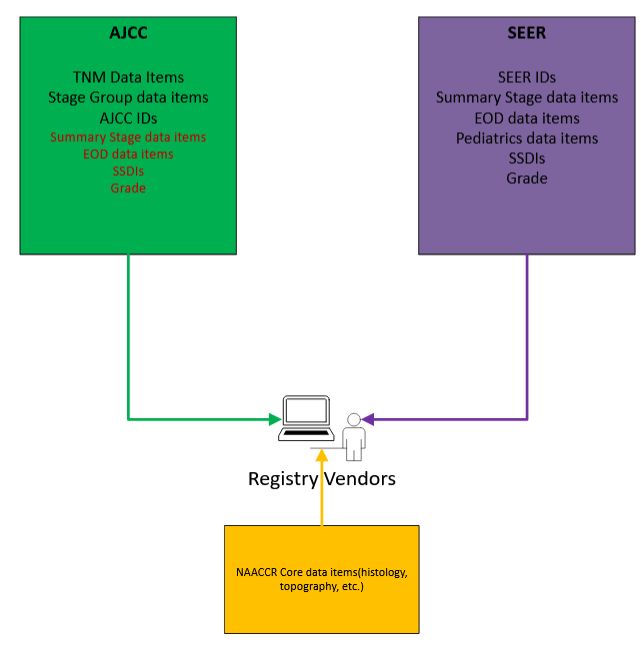 AJCC
TNM Data Items
Stage Group data items
AJCC IDs
Summary Stage data items
EOD data items
SSDIs
Grade
SEER
SEER IDs
Summary Stage data items
EOD data items
Pediatrics data items
SSDIs
Grade
Registry Vendors
NAACCR Core data items(histology,
topography, etc.)